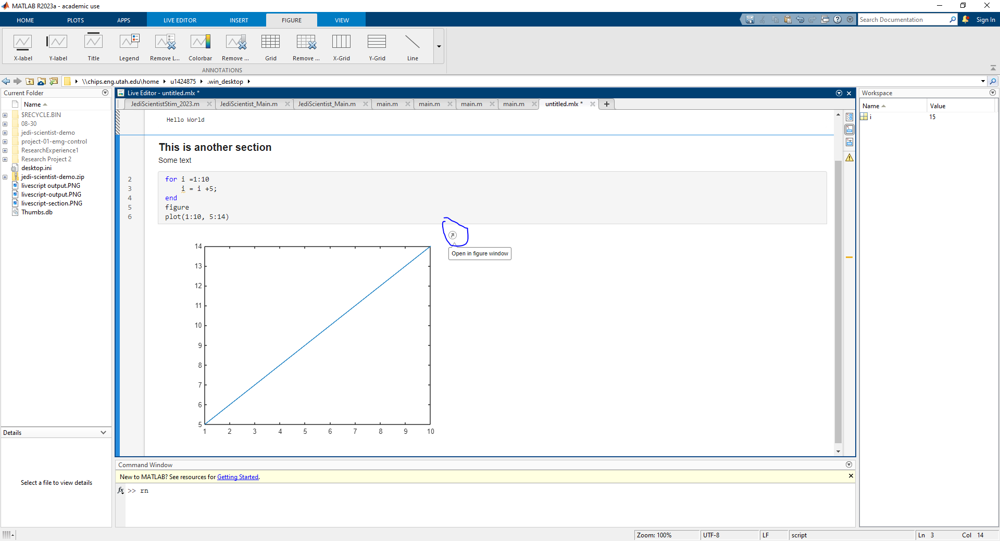 MATLAB R2023a - academic use
HOME PLOTS APPS LIVE EDITOR INSERT FIGURE VIEW
Search Documentation
Sign In
X-label Y-label Title Legend Remove L... Colorbar Remove ... Grid Remove ... X-Grid Y-Grid Line
ANNOTATIONS
\\chips.eng.utah.edu\home u1424875 .win_desktop
Current Folder
Name
$RECYCLE.BIN
08-30
jedi-scientist-demo
project-01-emg-control
ResearchExperience1
Research Project 2
desktop.ini
jedi-scientist-demo.zip
livescript output.PNG
livescript-output.PNG
livescript-section.PNG
Thumbs.db
Details
Select a file to view details
Live Editor - untitled.mlx *
JediScientistStim_2023.m JediScientist_Main.m JediScientist_Main.m main.m main.m main.m main.m untitled.mlx * +
Hello World
This is another section
Some text
2 for i =1:10
3 i = i +5;
4 end
5 figure
6 plot(1:10, 5:14)
Open in figure window
14
13
12
11
10
9
8
7
6
5
1 2 3 4 5 6 7 8 9 10
Command Window
New to MATLAB? See resources for Getting Started.
fx >> rn
Workspace
Name Value
i 15
Zoom: 100% UTF-8 LF script Ln 3 Col 14